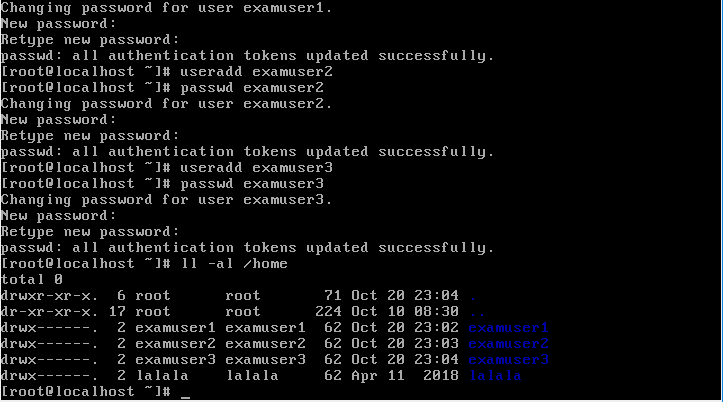 Changing password for user examuser1.
New password:
Retype new password:
passwd: all authentication tokens updated successfully.
[root@localhost ~]# useradd examuser2
[root@localhost ~]# passwd examuser2
Changing password for user examuser2.
New password:
Retype new password:
passwd: all authentication tokens updated successfully.
[root@localhost ~]# useradd examuser3
[root@localhost ~]# passwd examuser3
Changing password for user examuser3.
New password:
Retype new password:
passwd: all authentication tokens updated successfully.
[root@localhost ~]# ll -al /home
total 0
drwxr-xr-x.  6 root      root       71 Oct 20 23:04 .
dr-xr-xr-x. 17 root      root      224 Oct 10 08:30 ..
drwx------.  2 examuser1 examuser1  62 Oct 20 23:02 examuser1
drwx------.  2 examuser2 examuser2  62 Oct 20 23:03 examuser2
drwx------.  2 examuser3 examuser3  62 Oct 20 23:04 examuser3
drwx------.  2 lalala    lalala     62 Apr 11  2018 lalala
[root@localhost ~]# _